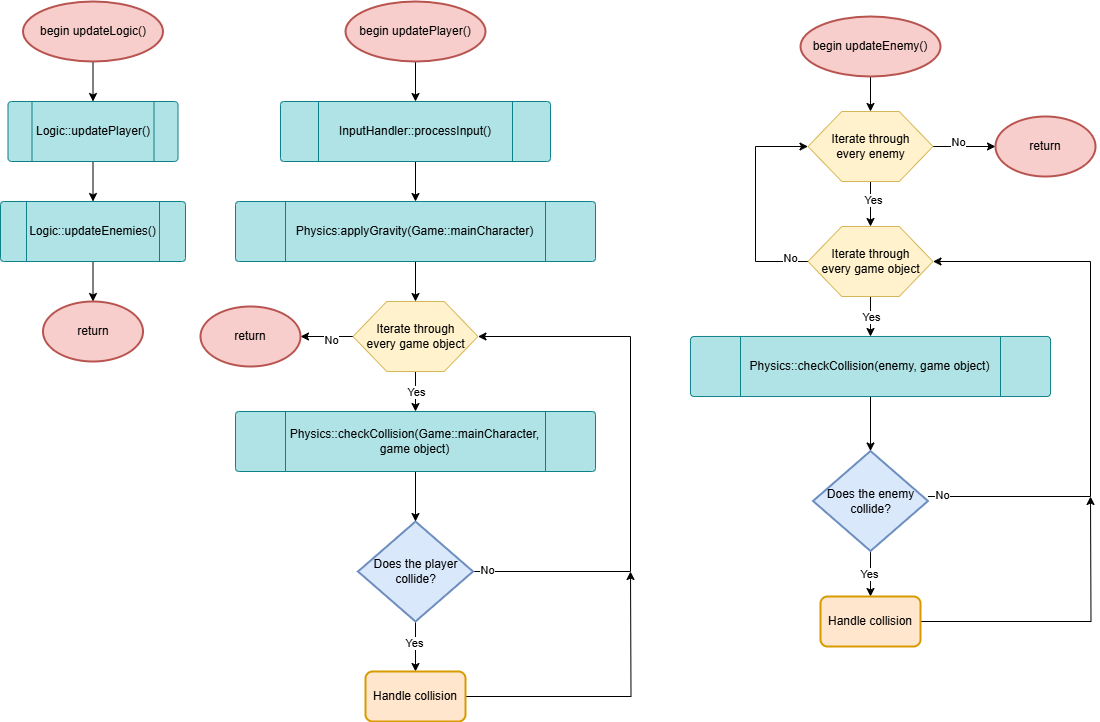 begin updateLogic()
Logic::updatePlayer()
Logic::updateEnemies()
return
begin updatePlayer()
InputHandler::processInput()
Physics:applyGravity(Game::mainCharacter)
Iterate through
every game object
No
return
Yes
Physics::checkCollision(Game::mainCharacter,
game object)
Does the player
collide?
No
Yes
Handle collision
begin updateEnemy()
Iterate through
every enemy
No
return
Yes
Iterate through
every game object
No
Yes
Physics::checkCollision(enemy, game object)
Does the enemy
collide?
No
Yes
Handle collision